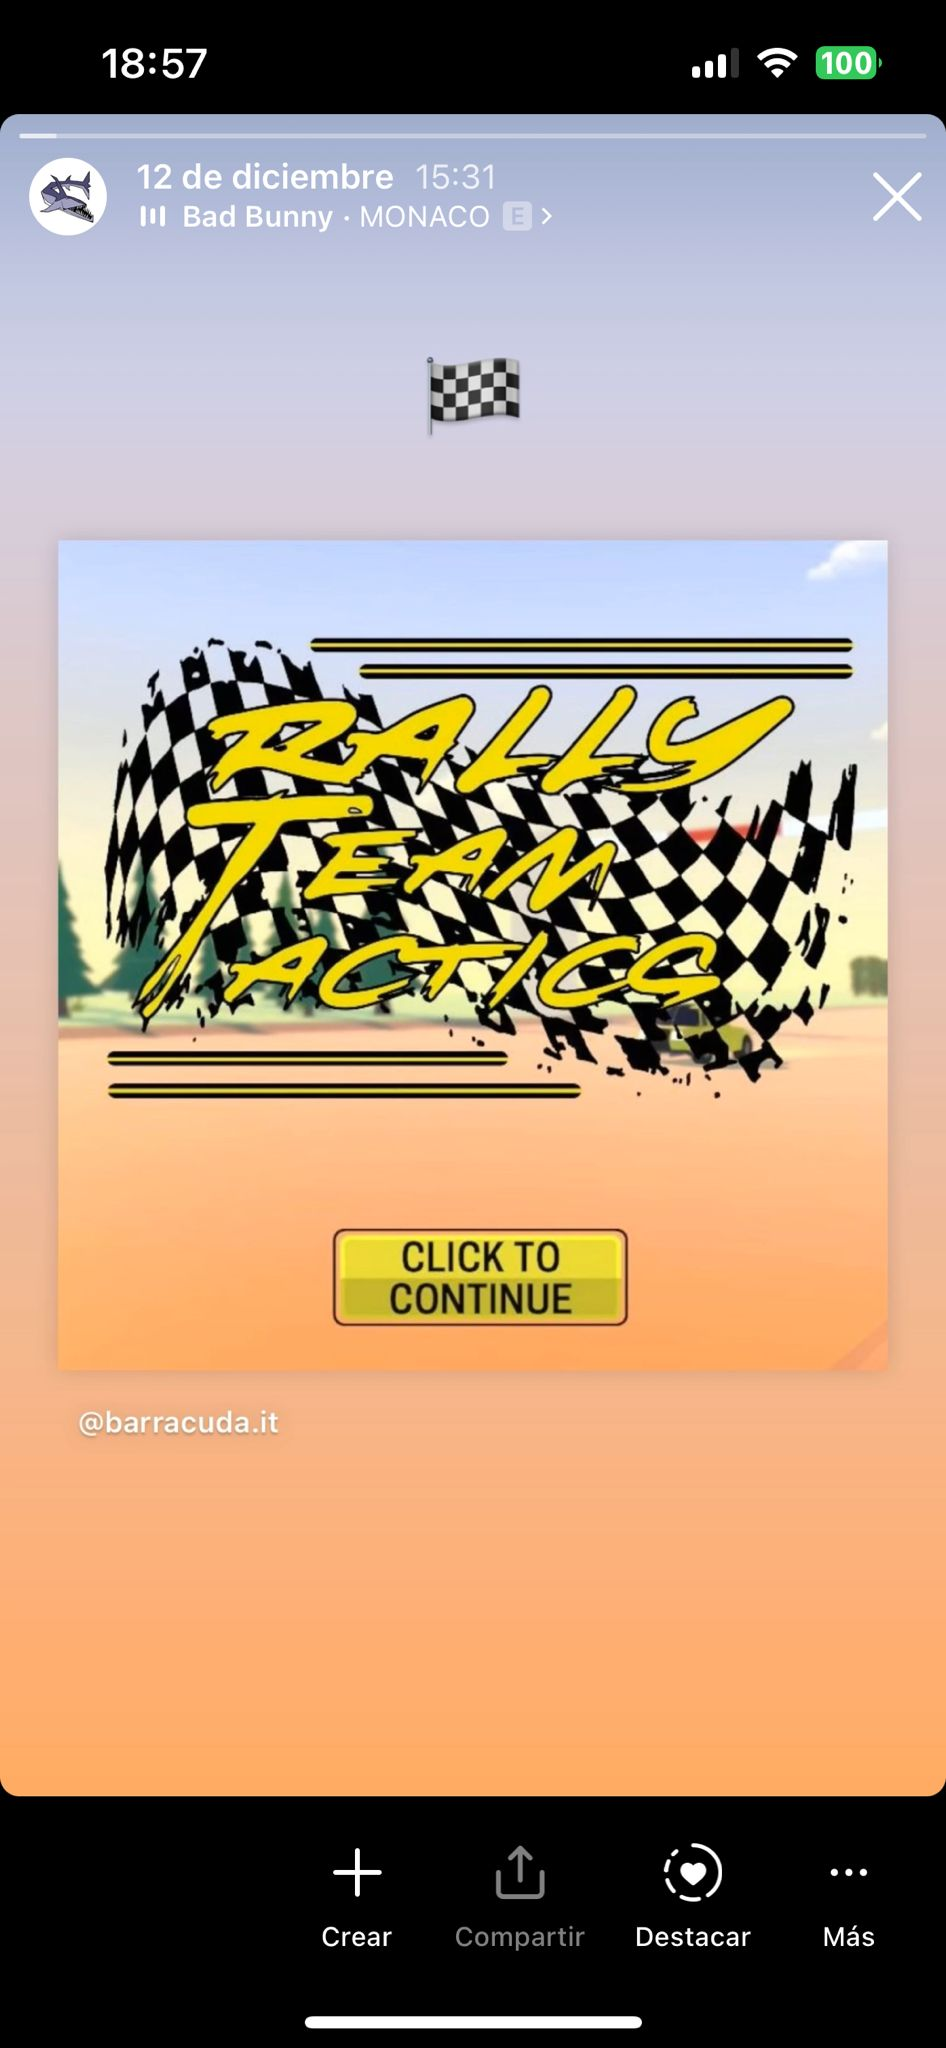 18:57
100
12 de diciembre 15:31
Bad Bunny · MONACO E >
RALLY
TEAM
TACTICS
CLICK TO
CONTINUE
@barracuda.it
Crear Compartir Destacar Más